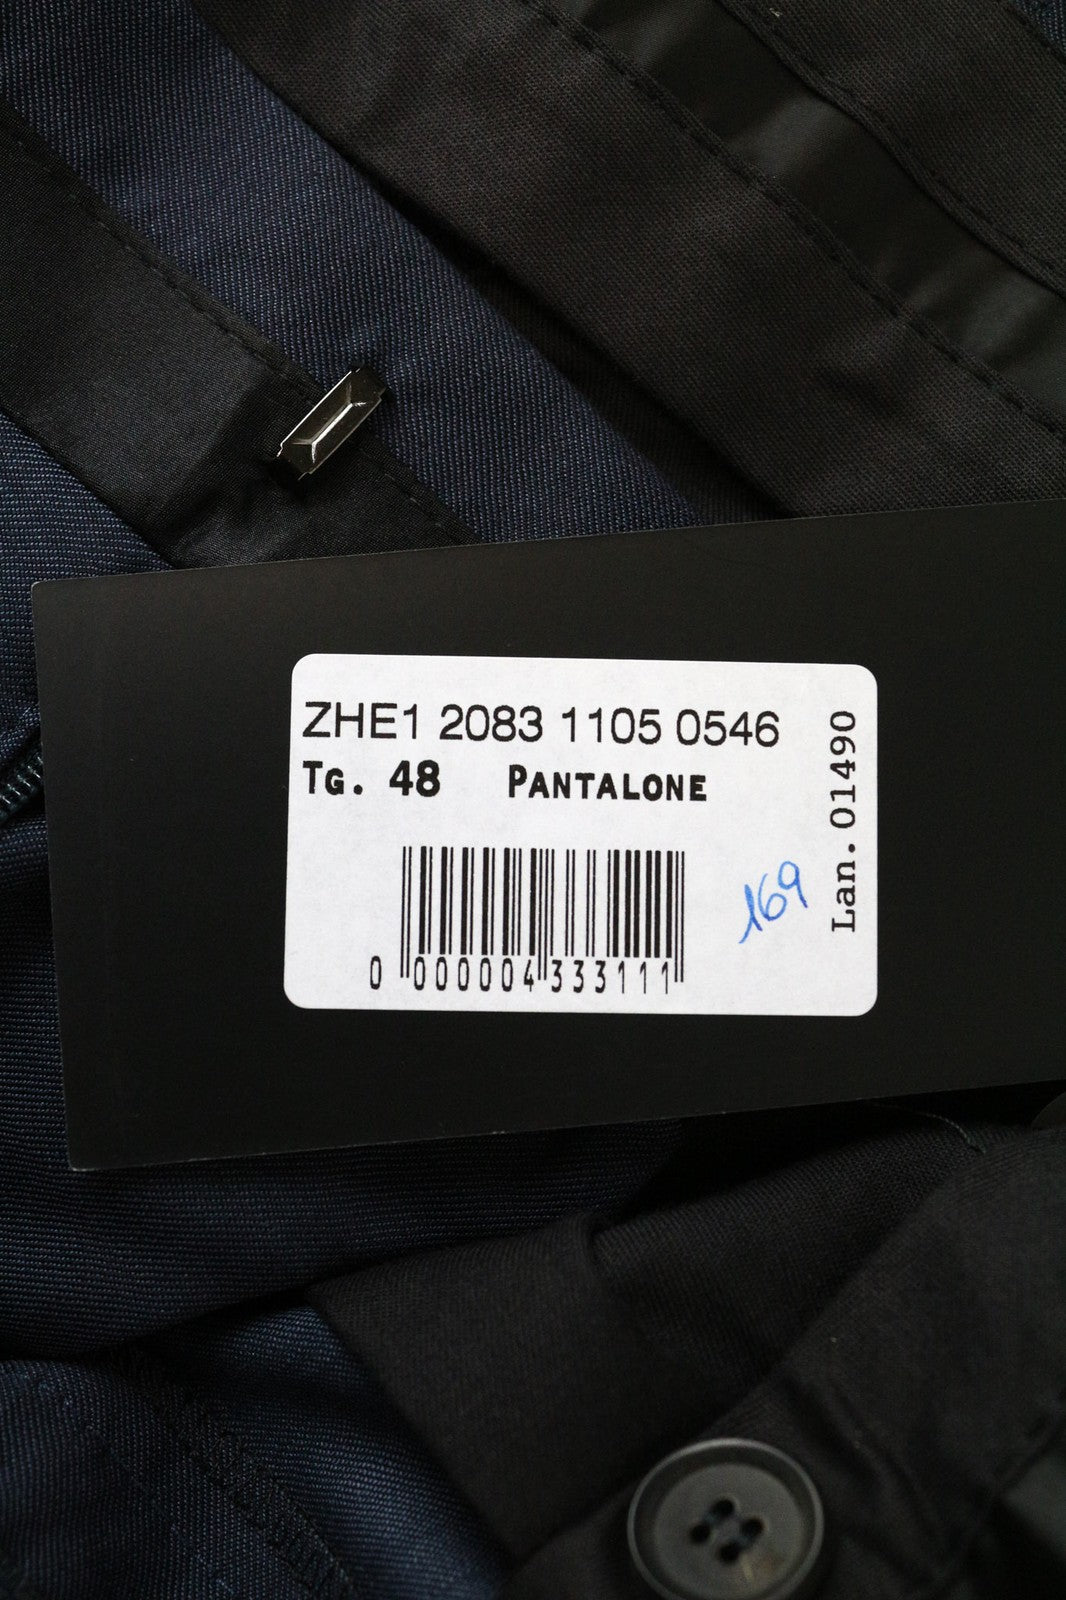 ZHE1 2083 1105 0546
TG. 48 PANTALONE
Lan. 01490
169
0 000004 333111